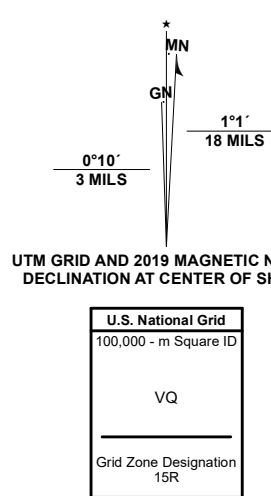 MN
GN
1°1´
18 MILS
0°10´
3 MILS
UTM GRID AND 2019 MAGNETIC
DECLINATION AT CENTER OF
U.S. National Grid
100,000 - m Square ID
VQ
Grid Zone Designation
15R